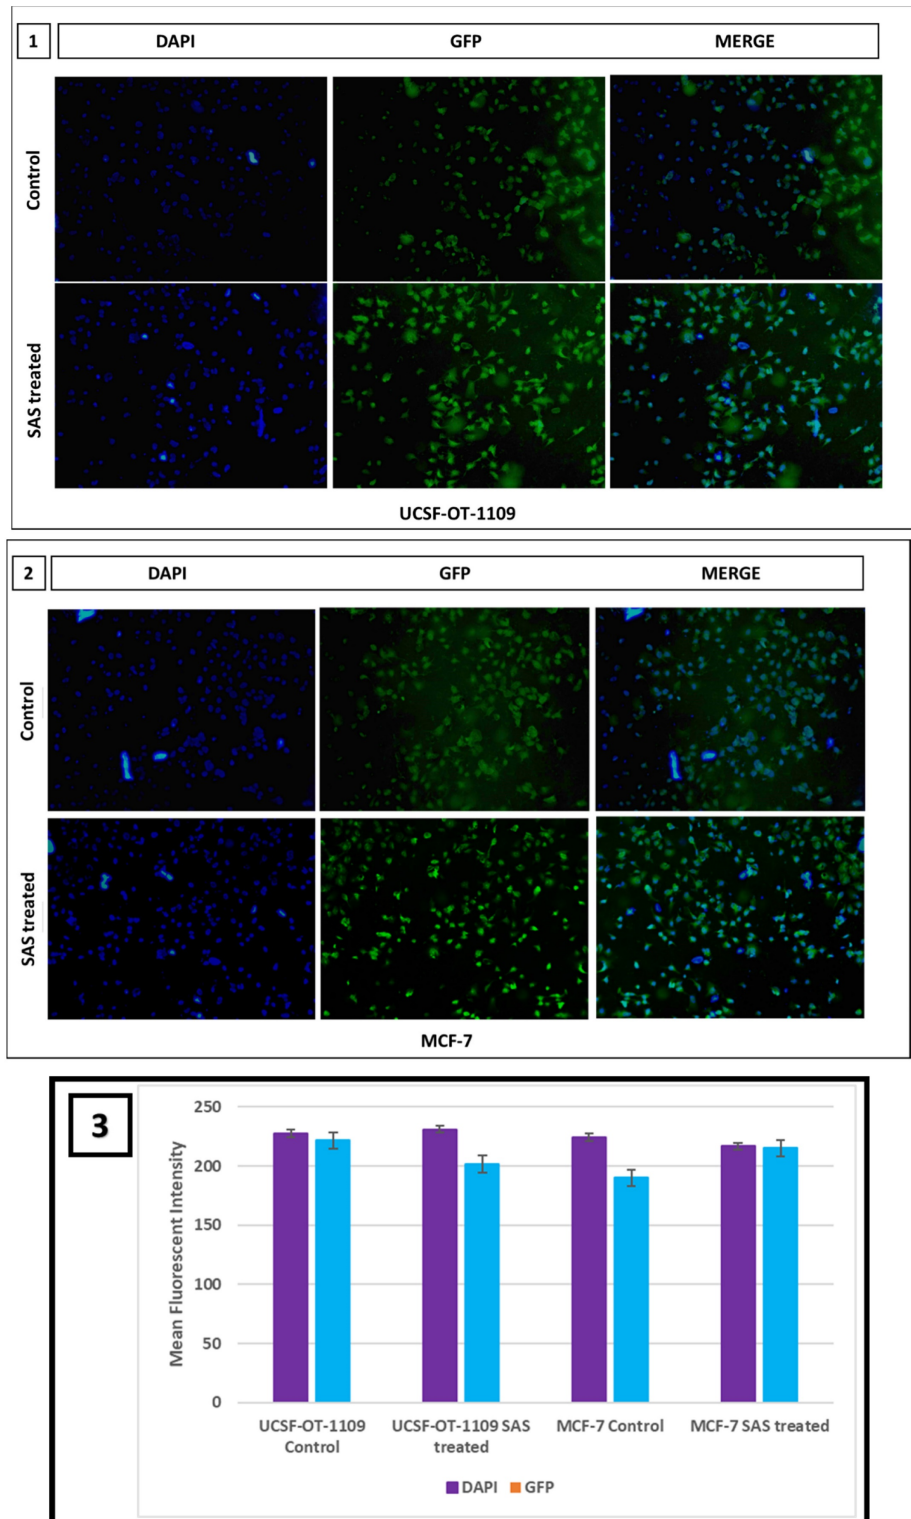 1 DAPI GFP MERGE
Control
SAS treated
UCSF-OT-1109
2 DAPI GFP MERGE
Control
SAS treated
MCF-7
3
Mean Fluorescent Intensity
250
200
150
100
50
0
UCSF-OT-1109 Control
UCSF-OT-1109 SAS treated
MCF-7 Control
MCF-7 SAS treated
DAPI GFP